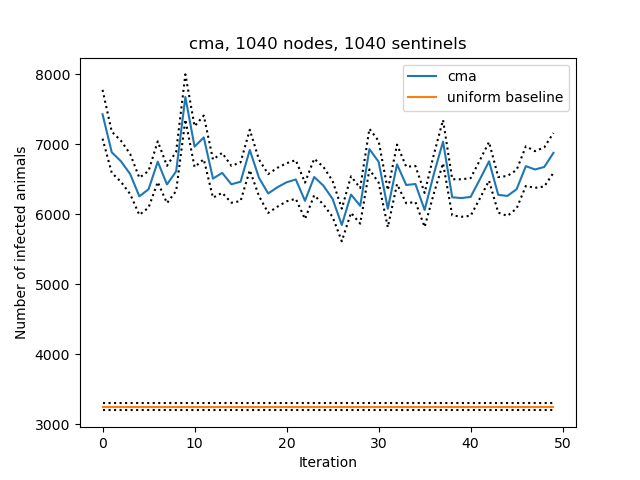 cma, 1040 nodes, 1040 sentinels
cma
uniform baseline
Number of infected animals
8000
7000
6000
5000
4000
3000
0 10 20 30 40 50
Iteration